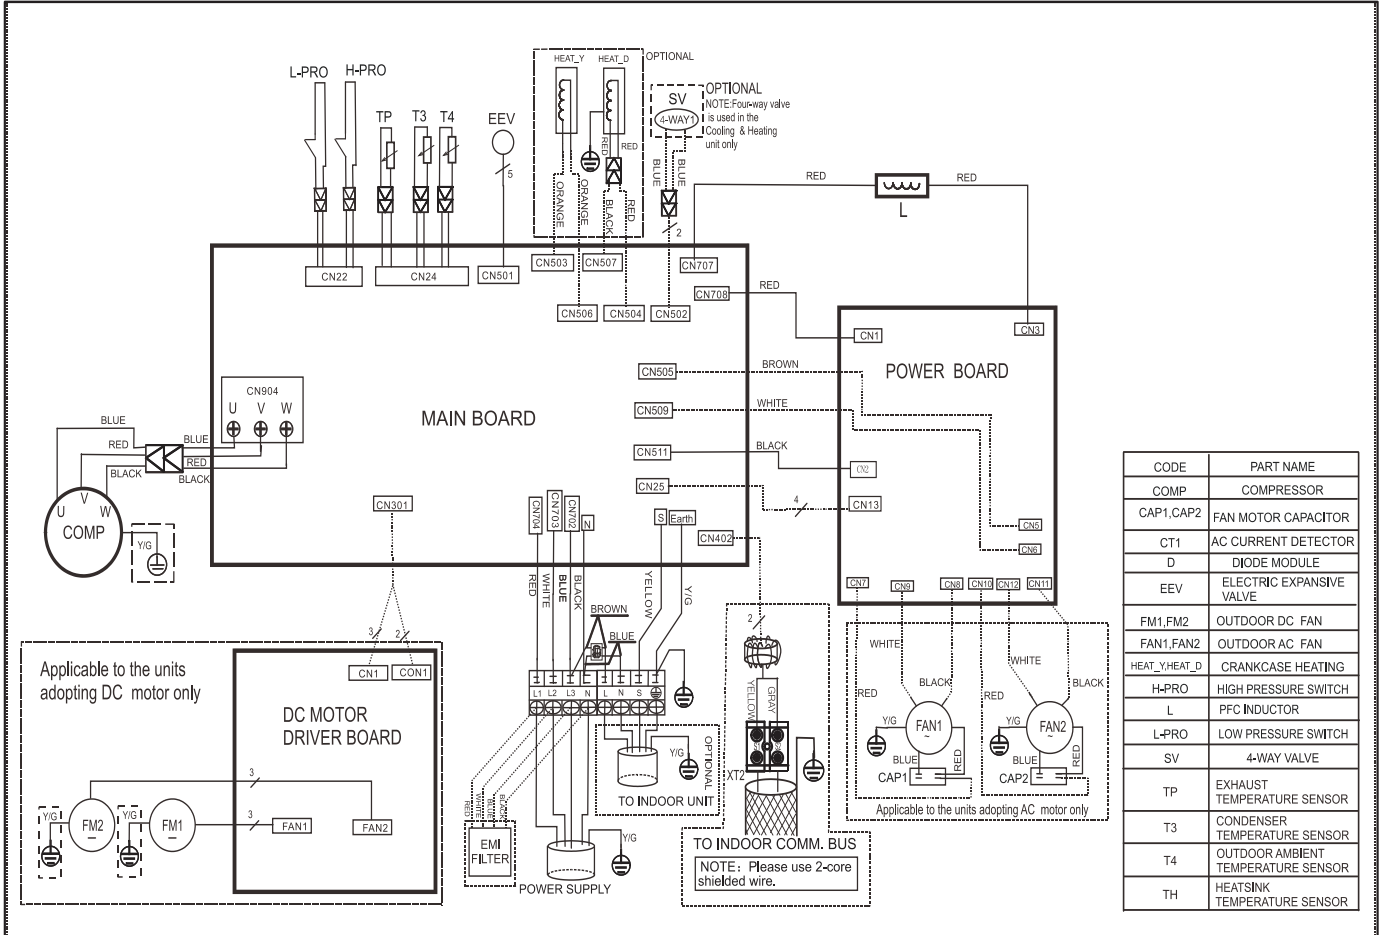 L-PRO
H-PRO
TP
T3
T4
EEV
5
HEAT_Y
HEAT_D
OPTIONAL
RED
RED
ORANGE
ORANGE
BLACK
RED
SV
4-WAY1
OPTIONAL
NOTE:Four-way valve
is used in the
Cooling & Heating
unit only
BLUE
BLUE
2
RED
L
RED
CN22
CN24
CN501
CN503
CN507
CN707
CN506
CN504
CN502
CN708
RED
CN1
CN3
POWER BOARD
CN505
BROWN
CN509
WHITE
CN511
BLACK
CN2
CN25
4
CN13
CN5
CN6
MAIN BOARD
CN904
U V W
BLUE
RED
BLACK
BLUE
RED
BLACK
U
V
W
COMP
Y/G
CN301
CN704
CN703
CN702
N
S
Earth
CN402
RED
WHITE
BLUE
BLACK
YELLOW
Y/G
BROWN
BLUE
CN7
CN9
CN8
CN10
CN12
CN11
3
2
Applicable to the units
adopting DC motor only
CN1
CON1
DC MOTOR
DRIVER BOARD
3
3
FAN1
FAN2
Y/G
FM2
Y/G
FM1
L1 L2 L3 N L N S
OPTIONAL
Y/G
TO INDOOR UNIT
RED
WHITE
BLUE
BLACK
EMI
FILTER
Y/G
POWER SUPPLY
2
YELLOW
GRAY
XT2
TO INDOOR COMM. BUS
NOTE: Please use 2-core
shielded wire.
RED
WHITE
BLACK
Y/G
FAN1
~
BLUE
RED
CAP1
RED
WHITE
BLACK
Y/G
FAN2
~
BLUE
RED
CAP2
Applicable to the units adopting AC motor only
CODE PART NAME
COMP COMPRESSOR
CAP1,CAP2 FAN MOTOR CAPACITOR
CT1 AC CURRENT DETECTOR
D DIODE MODULE
EEV ELECTRIC EXPANSIVE
VALVE
FM1,FM2 OUTDOOR DC FAN
FAN1,FAN2 OUTDOOR AC FAN
HEAT_Y,HEAT_D CRANKCASE HEATING
H-PRO HIGH PRESSURE SWITCH
L PFC INDUCTOR
L-PRO LOW PRESSURE SWITCH
SV 4-WAY VALVE
TP EXHAUST
TEMPERATURE SENSOR
T3 CONDENSER
TEMPERATURE SENSOR
T4 OUTDOOR AMBIENT
TEMPERATURE SENSOR
TH HEATSINK
TEMPERATURE SENSOR